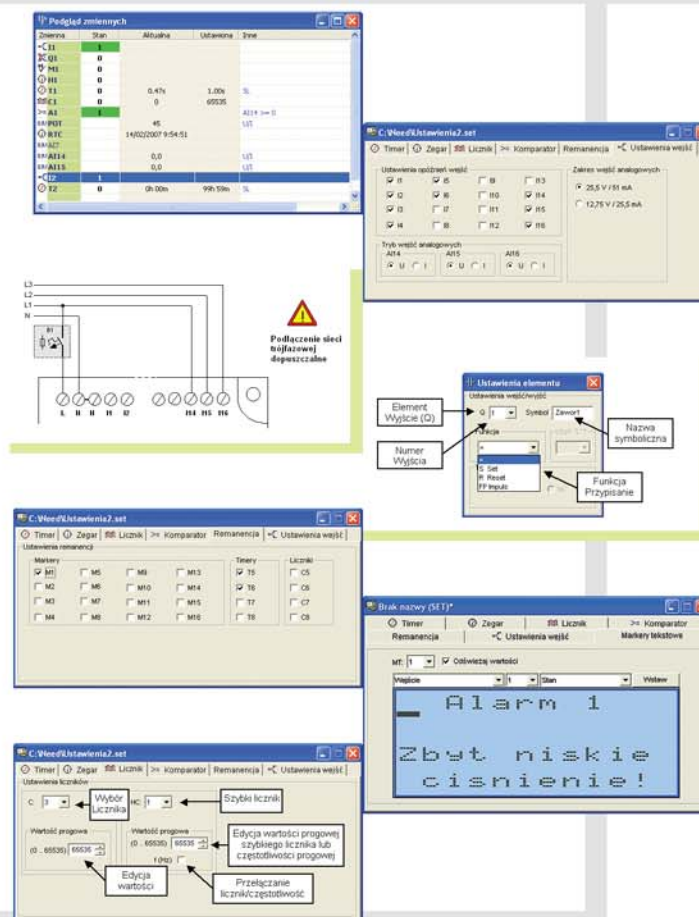 Podgląd zmiennych
Zmienna Stan Aktualna Ustawiona Inne
I1 1
Q1 0
M1 0
H1 0
T1 0 0.47s 1.00s SL
C1 0 0 65535
A1 1 AI14 >= 0
POT 45 U/I
RTC 14/02/2007 9:54:51
AI14 0,0 U/I
AI15 0,0 U/I
I2 1
T2 0 0h 00m 99h 59m SL
C:\Need\Ustawienia2.set
Timer Zegar Licznik >= Komparator Remanencja Ustawienia wejść
Ustawienia opóźnień wejść
I1 I5 I9 I13
I2 I6 I10 I14
I3 I7 I11 I15
I4 I8 I12 I16
Zakres wejść analogowych
25,5 V / 51 mA
12,75 V / 25,5 mA
Tryb wejść analogowych
AI14 AI15 AI16
U I U I U I
L3
L2
L1
N
B1
Podłączenie sieci
trójfazowej
dopuszczalne
L N N I1 I2 I14 I15 I16
Ustawienia elementu
Ustawienia wejść/wyjść
Q 1 Symbol Zawort
Funkcja
=
S Set
R Reset
FP Impuls
Element
Wyjście (Q)
Numer
Wyjścia
Nazwa
symboliczna
Funkcja
Przypisanie
C:\Need\Ustawienia2.set
Timer Zegar Licznik >= Komparator Remanencja Ustawienia wejść
Ustawienia remanencji
Markery Timery Liczniki
M1 M5 M9 M13 T5 C5
M2 M6 M10 M14 T6 C6
M3 M7 M11 M15 T7 C7
M4 M8 M12 M16 T8 C8
Brak nazwy (SET)*
Timer Zegar Licznik >= Komparator
Remanencja Ustawienia wejść Markery tekstowe
MT: 1 Odświeżaj wartości
Wejście 1 Stan Wstaw
Alarm 1
Zbyt niskie
cisnienie!
C:\Need\Ustawienia2.set
Timer Zegar Licznik >= Komparator Remanencja Ustawienia wejść
Ustawienia liczników
C: 3 HC: 1
Wybór
Licznika
Szybki licznik
Wartość progowa
(0 .. 65535) 65535
Wartość progowa
(0 .. 65535) 65535
f (Hz)
Edycja
wartości
Edycja wartości progowej
szybkiego licznika lub
częstotliwości progowej
Przełączanie
licznik/częstotliwość